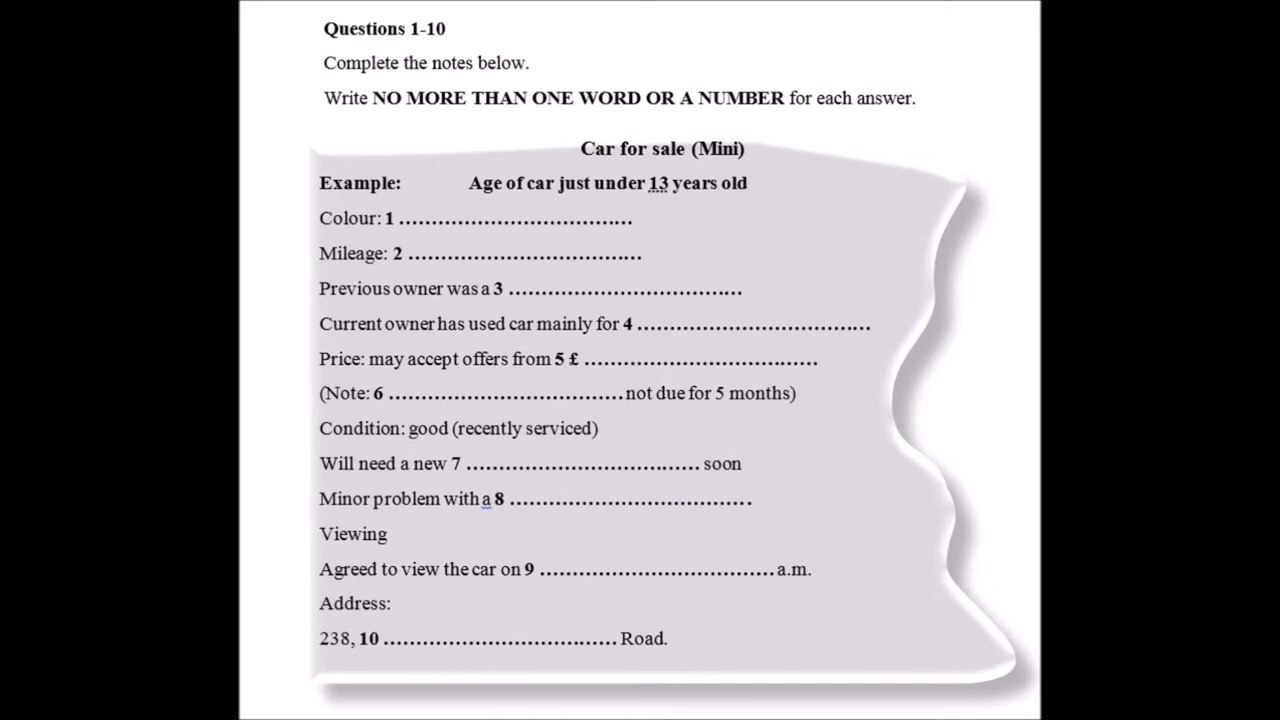 Questions 1-10
Complete the notes below.
Write NO MORE THAN ONE WORD OR A NUMBER for each answer.
Car for sale (Mini)
Example: Age of car just under 13 years old
Colour: 1 ....................................
Mileage: 2 ....................................
Previous owner was a 3 ....................................
Current owner has used car mainly for 4 ....................................
Price: may accept offers from 5 £ ....................................
(Note: 6 .................................... not due for 5 months)
Condition: good (recently serviced)
Will need a new 7 .................................... soon
Minor problem with a 8 .....................................
Viewing
Agreed to view the car on 9 .................................... a.m.
Address:
238, 10 .................................... Road.